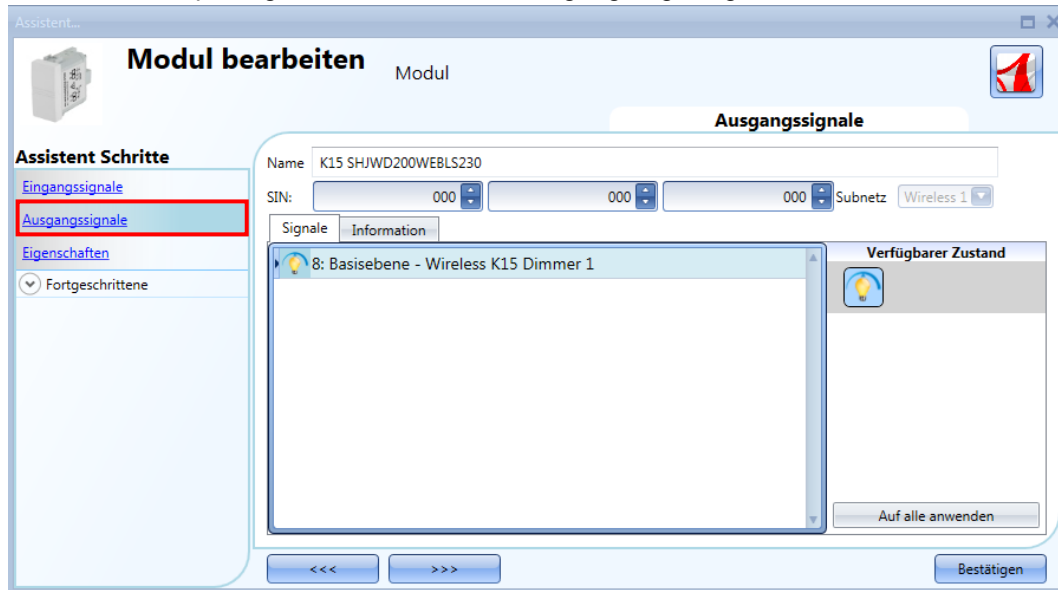 Assistent...
Modul bearbeiten
Modul
Ausgangssignale
Assistent Schritte
Eingangssignale
Ausgangssignale
Eigenschaften
Fortgeschrittene
Name K15 SHJWD200WEBLS230
SIN: 000 000 000 Subnetz Wireless 1
Signale Information
8: Basisebene - Wireless K15 Dimmer 1
Verfügbarer Zustand
Auf alle anwenden
<<< >>> Bestätigen